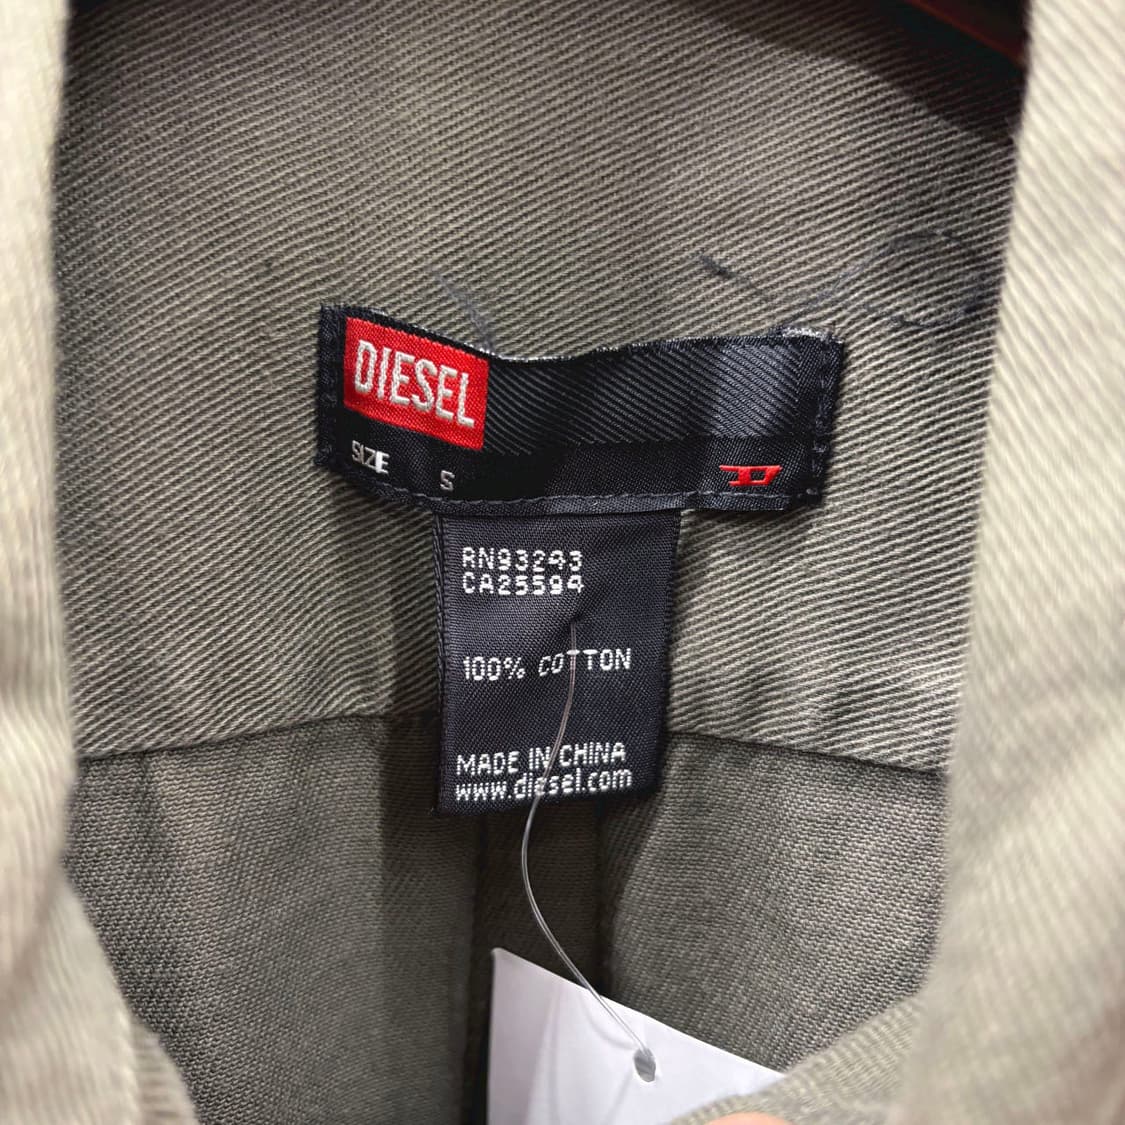 DIESEL
SIZE S
RN93243
CA25594
100% COTTON
MADE IN CHINA
www.diesel.com